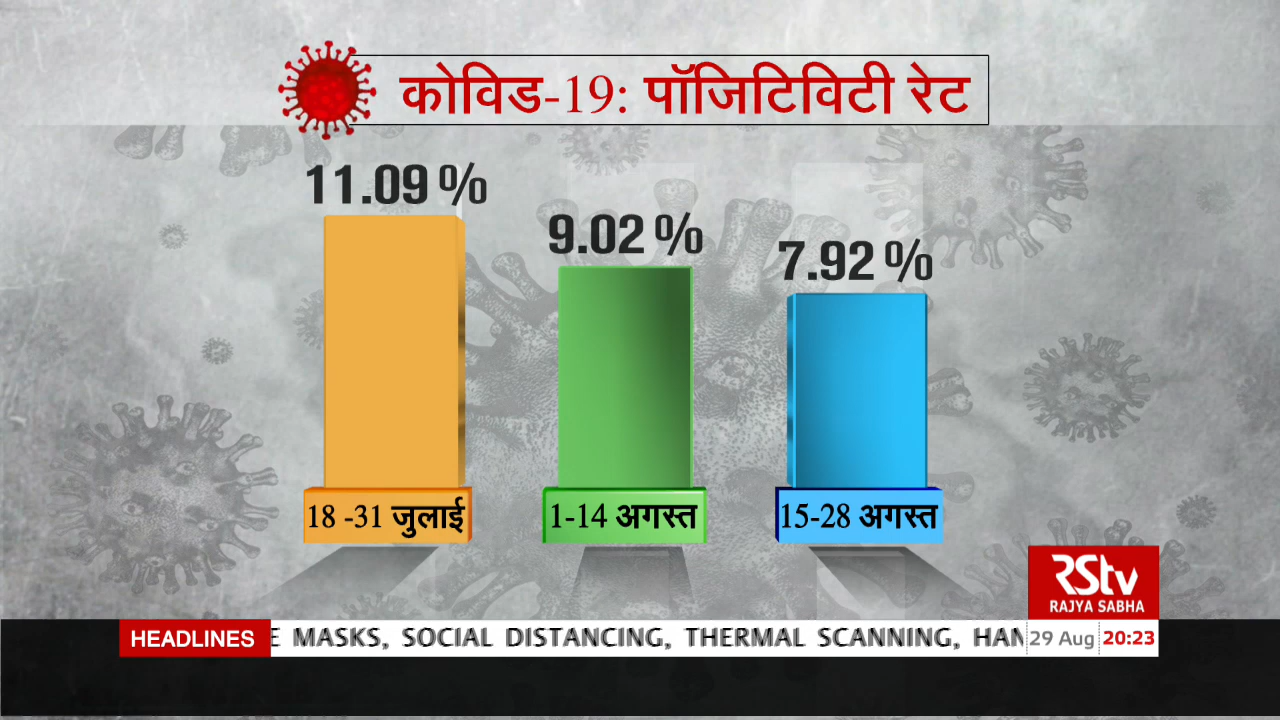 कोविड-19: पॉजिटिविटी रेट
11.09 %
9.02 %
7.92 %
18 -31 जुलाई
1-14 अगस्त
15-28 अगस्त
RStv
RAJYA SABHA
HEADLINES
MASKS, SOCIAL DISTANCING, THERMAL SCANNING,
29 Aug 20:23